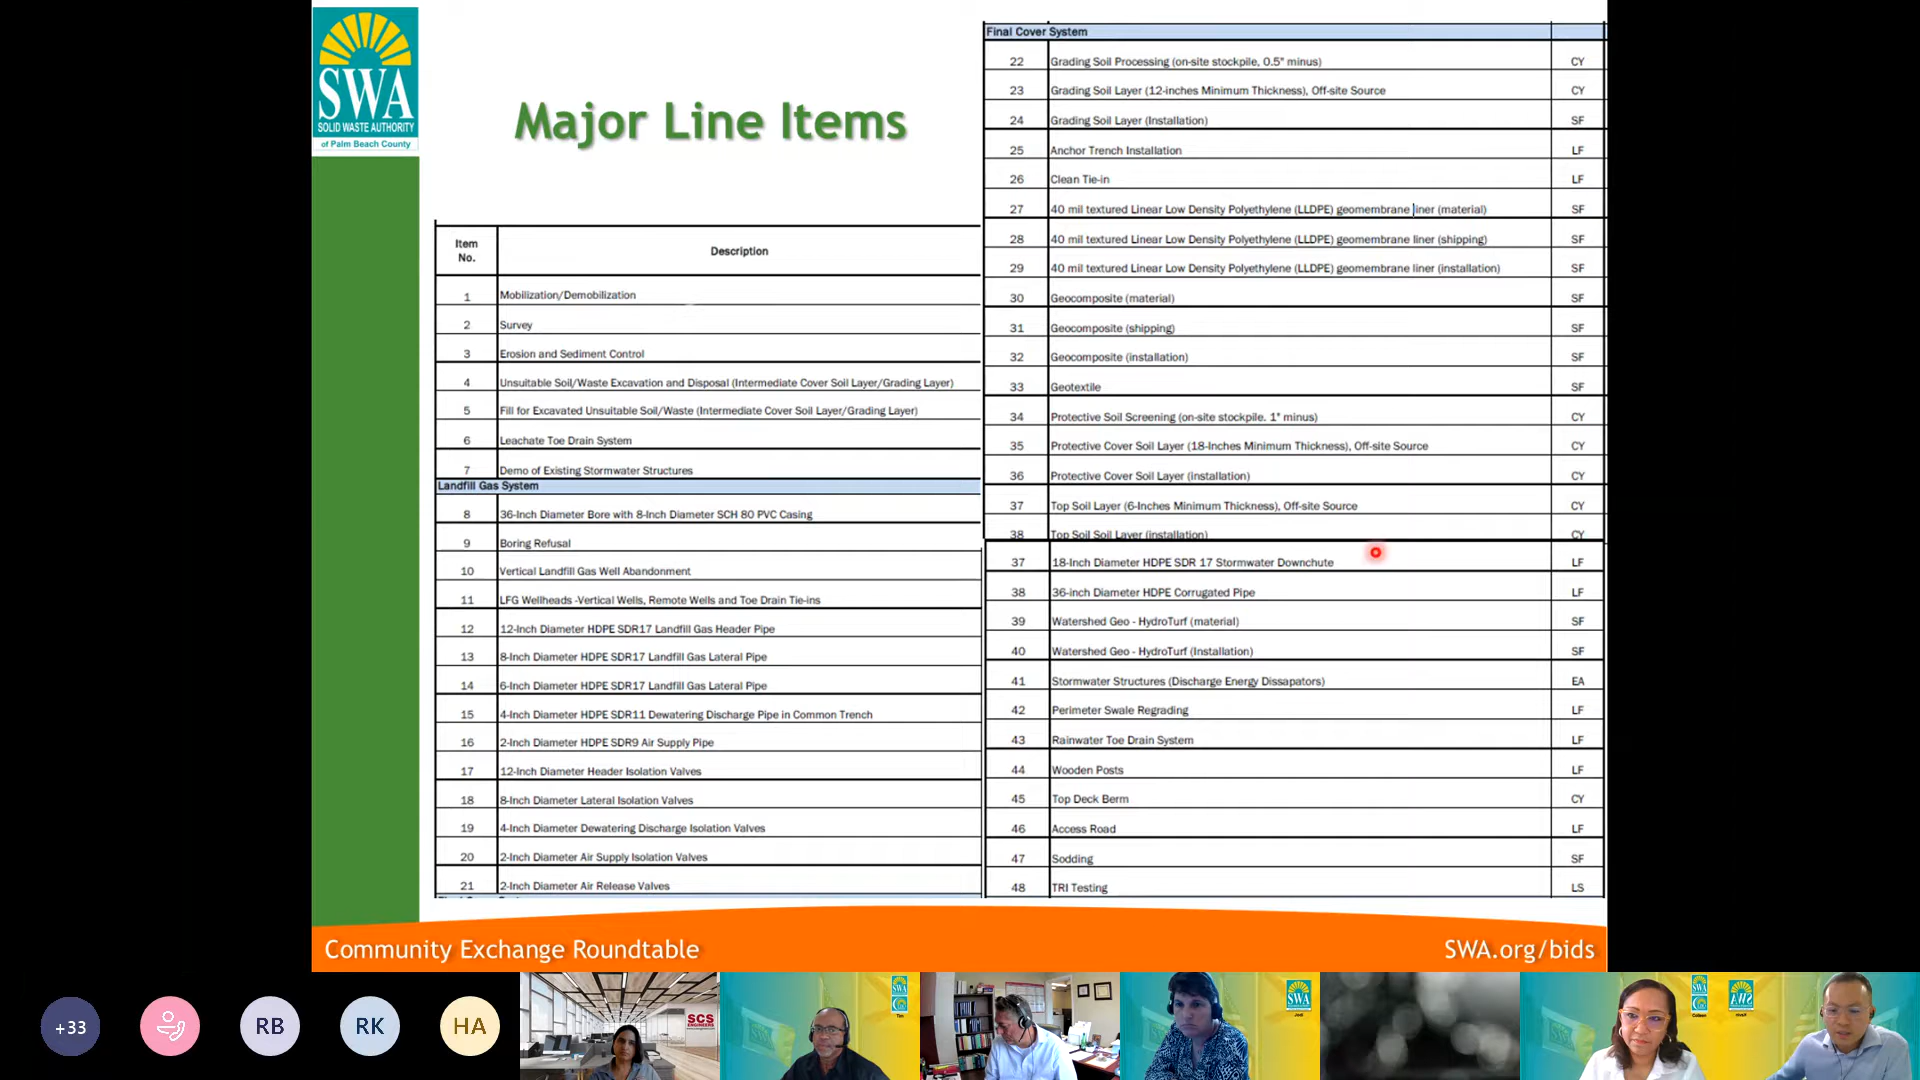 SWA
SOLID WASTE AUTHORITY
of Palm Beach County
Major Line Items
Item No. Description
1 Mobilization/Demobilization
2 Survey
3 Erosion and Sediment Control
4 Unsuitable Soil/Waste Excavation and Disposal (Intermediate Cover Soil Layer/Grading Layer)
5 Fill for Excavated Unsuitable Soil/Waste (Intermediate Cover Soil Layer/Grading Layer)
6 Leachate Toe Drain System
7 Demo of Existing Stormwater Structures
Landfill Gas System
8 36-Inch Diameter Bore with 8-Inch Diameter SCH 80 PVC Casing
9 Boring Refusal
10 Vertical Landfill Gas Well Abandonment
11 LFG Wellheads -Vertical Wells, Remote Wells and Toe Drain Tie-ins
12 12-Inch Diameter HDPE SDR17 Landfill Gas Header Pipe
13 8-Inch Diameter HDPE SDR17 Landfill Gas Lateral Pipe
14 6-Inch Diameter HDPE SDR17 Landfill Gas Lateral Pipe
15 4-Inch Diameter HDPE SDR11 Dewatering Discharge Pipe in Common Trench
16 2-Inch Diameter HDPE SDR9 Air Supply Pipe
17 12-Inch Diameter Header Isolation Valves
18 8-Inch Diameter Lateral Isolation Valves
19 4-Inch Diameter Dewatering Discharge Isolation Valves
20 2-Inch Diameter Air Supply Isolation Valves
21 2-Inch Diameter Air Release Valves
Final Cover System
22 Grading Soil Processing (on-site stockpile, 0.5" minus) CY
23 Grading Soil Layer (12-inches Minimum Thickness), Off-site Source CY
24 Grading Soil Layer (Installation) SF
25 Anchor Trench Installation LF
26 Clean Tie-in LF
27 40 mil textured Linear Low Density Polyethylene (LLDPE) geomembrane liner (material) SF
28 40 mil textured Linear Low Density Polyethylene (LLDPE) geomembrane liner (shipping) SF
29 40 mil textured Linear Low Density Polyethylene (LLDPE) geomembrane liner (installation) SF
30 Geocomposite (material) SF
31 Geocomposite (shipping) SF
32 Geocomposite (installation) SF
33 Geotextile SF
34 Protective Soil Screening (on-site stockpile. 1" minus) CY
35 Protective Cover Soil Layer (18-Inches Minimum Thickness), Off-site Source CY
36 Protective Cover Soil Layer (installation) CY
37 Top Soil Layer (6-Inches Minimum Thickness), Off-site Source CY
38 Top Soil Soil Layer (installation) CY
37 18-Inch Diameter HDPE SDR 17 Stormwater Downchute LF
38 36-inch Diameter HDPE Corrugated Pipe LF
39 Watershed Geo - HydroTurf (material) SF
40 Watershed Geo - HydroTurf (Installation) SF
41 Stormwater Structures (Discharge Energy Dissapators) EA
42 Perimeter Swale Regrading LF
43 Rainwater Toe Drain System LF
44 Wooden Posts LF
45 Top Deck Berm CY
46 Access Road LF
47 Sodding SF
48 TRI Testing LS
Community Exchange Roundtable
SWA.org/bids
+33 RB RK HA
SCS ENGINEERS
SWA
SWA
SWA
SWA